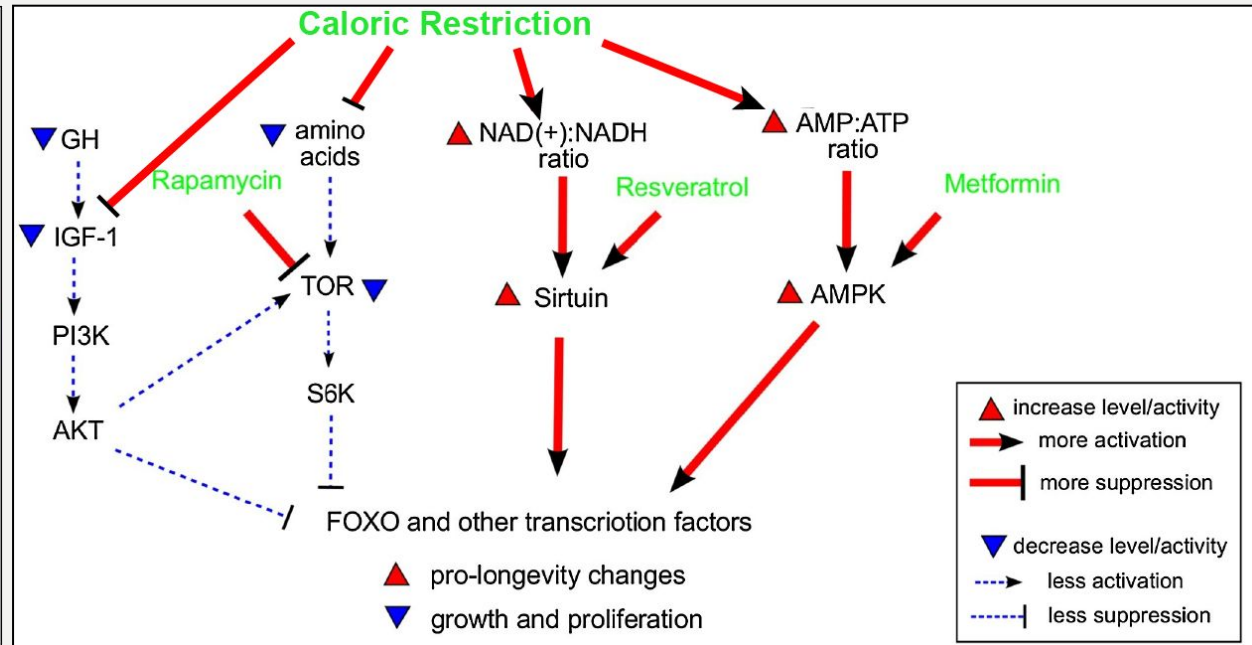 Caloric Restriction
GH
amino
acids
NAD(+):NADH
ratio
AMP:ATP
ratio
Rapamycin
Resveratrol
Metformin
IGF-1
TOR
Sirtuin
AMPK
PI3K
S6K
AKT
FOXO and other transcriotion factors
pro-longevity changes
growth and proliferation
increase level/activity
more activation
more suppression
decrease level/activity
less activation
less suppression